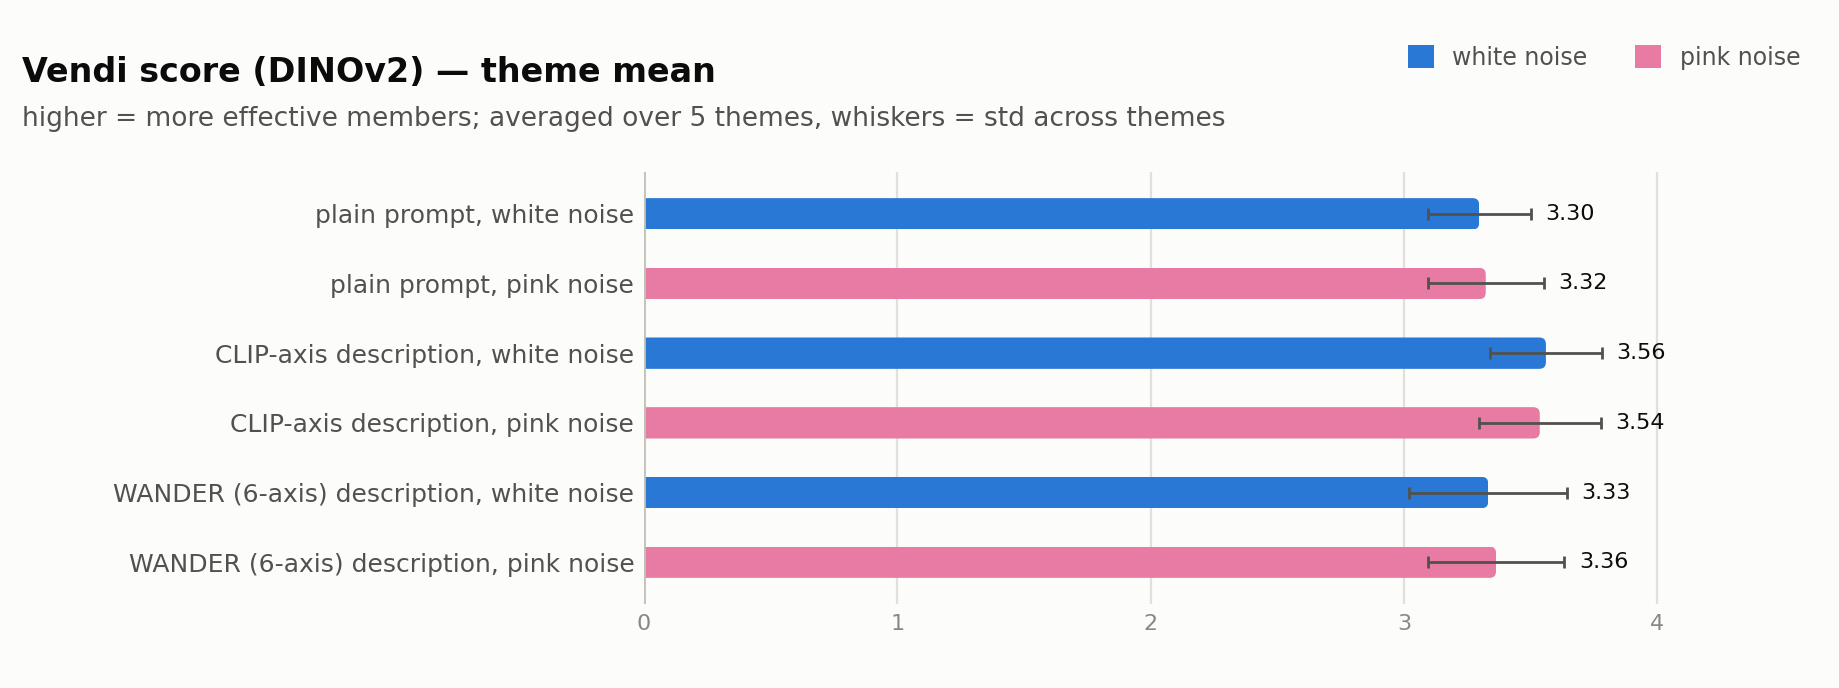 Vendi score (DINOv2) — theme mean
higher = more effective members; averaged over 5 themes, whiskers = std across themes
white noise
pink noise
plain prompt, white noise
3.30
plain prompt, pink noise
3.32
CLIP-axis description, white noise
3.56
CLIP-axis description, pink noise
3.54
WANDER (6-axis) description, white noise
3.33
WANDER (6-axis) description, pink noise
3.36
0 1 2 3 4